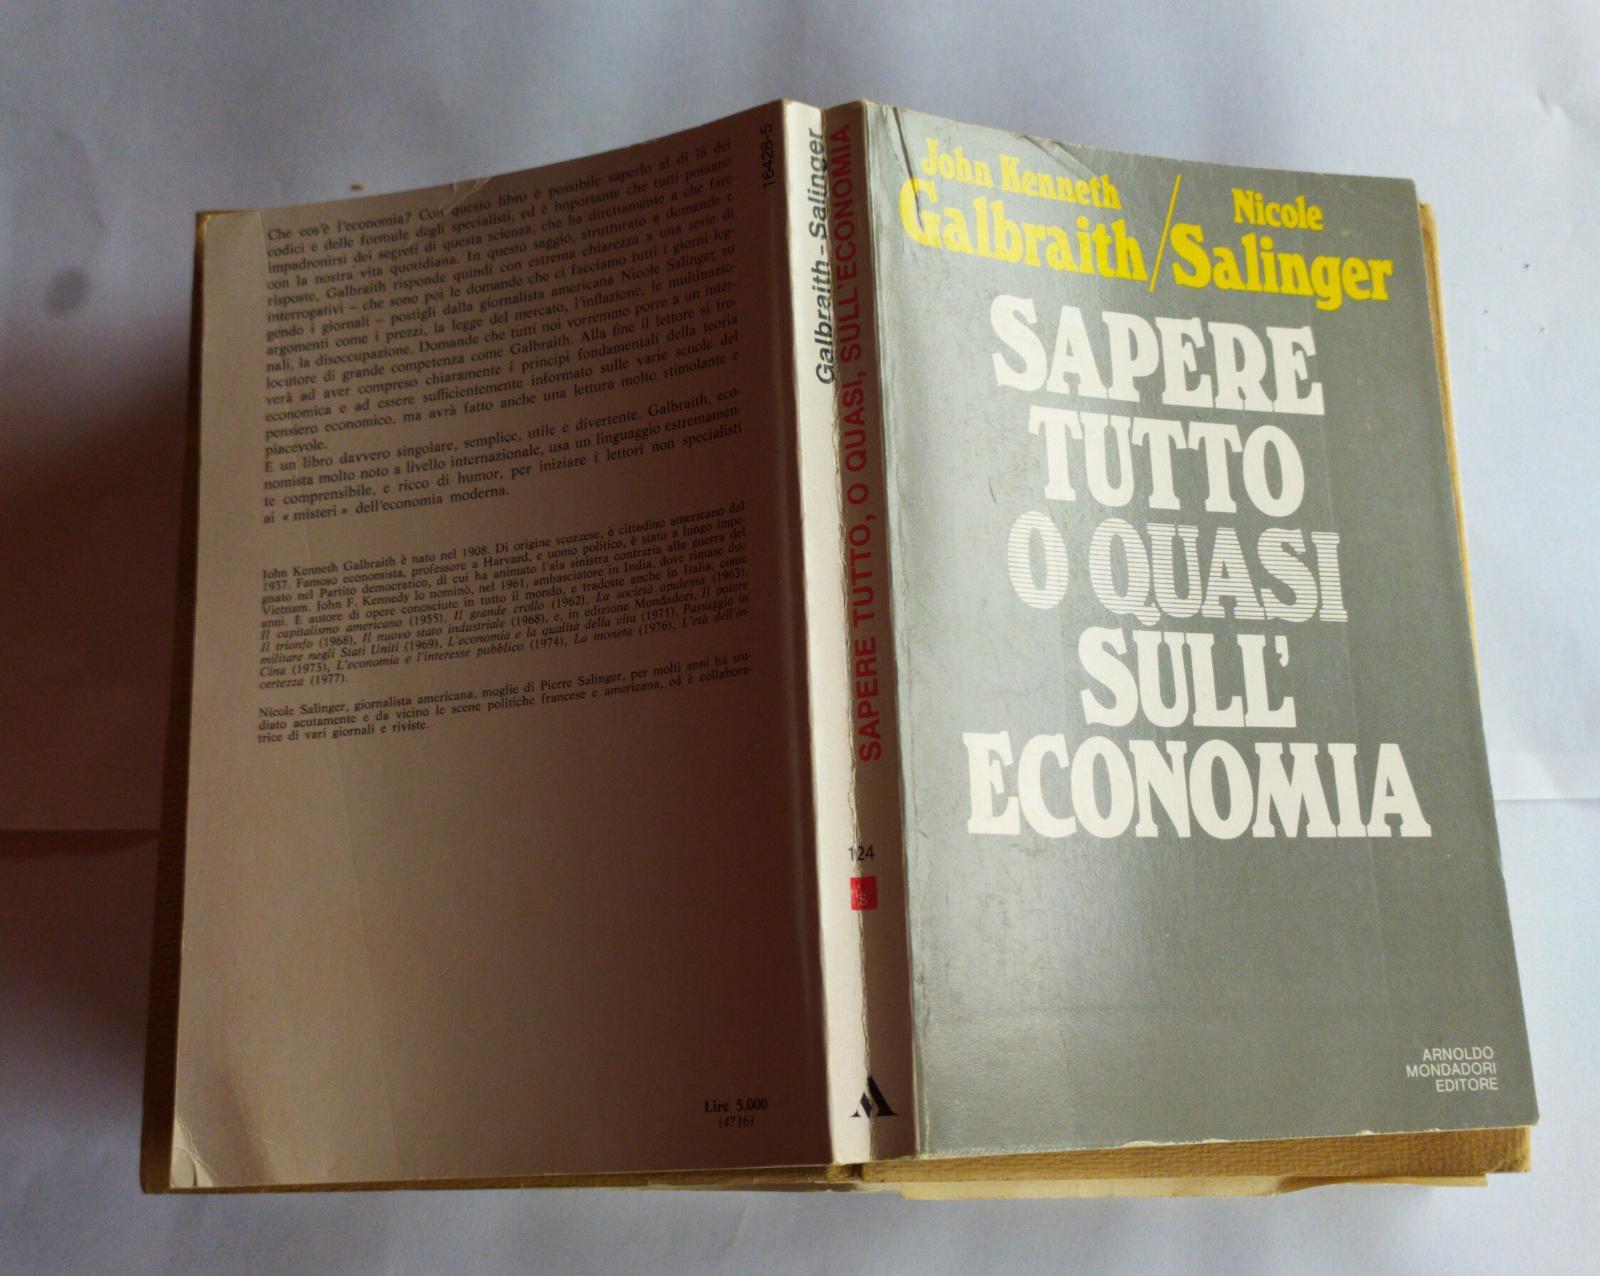 Che cos'è l'economia? Con questo libro è possibile saperlo al di là dei
codici e delle formule degli specialisti, ed è importante che tutti possano
impadronirsi dei segreti di questa scienza, che ha direttamente a che fare
con la nostra vita quotidiana. In questo saggio, strutturato a domande e
risposte, Galbraith risponde quindi con estrema chiarezza a una serie di
interrogativi – che sono poi le domande che ci facciamo tutti i giorni leg-
gendo i giornali – postigli dalla giornalista americana Nicole Salinger su
argomenti come i prezzi, la legge del mercato, l'inflazione, le multinazio-
nali, la disoccupazione. Domande che tutti noi vorremmo porre a un inter-
locutore di grande competenza come Galbraith. Alla fine il lettore si tro-
verà ad aver compreso chiaramente i principi fondamentali della teoria
economica e ad essere sufficientemente informato sulle varie scuole del
pensiero economico, ma avrà fatto anche una lettura molto stimolante e
piacevole.
È un libro davvero singolare, semplice, utile e divertente. Galbraith, eco-
nomista molto noto a livello internazionale, usa un linguaggio estremamen-
te comprensibile, e ricco di humor, per iniziare i lettori non specialisti
ai « misteri » dell'economia moderna.
John Kenneth Galbraith è nato nel 1908. Di origine scozzese, è cittadino americano dal
1937. Famoso economista, professore a Harvard, e uomo politico, è stato a lungo impe-
gnato nel Partito democratico, di cui ha animato l'ala sinistra contraria alla guerra del
Vietnam. John F. Kennedy lo nominò, nel 1961, ambasciatore in India, dove rimase due
anni. È autore di opere conosciute in tutto il mondo, e tradotte anche in Italia, come
Il capitalismo americano (1955), Il grande crollo (1962), La società opulenta (1963),
Il trionfo (1968), Il nuovo stato industriale (1968), e, in edizione Mondadori, Il potere
militare negli Stati Uniti (1969), L'economia e la qualità della vita (1971), Passaggio in
Cina (1973), L'economia e l'interesse pubblico (1974), La moneta (1976), L'età dell'in-
certezza (1977).
Nicole Salinger, giornalista americana, moglie di Pierre Salinger, per molti anni ha stu-
diato acutamente e da vicino le scene politiche francese e americana, ed è collabora-
trice di vari giornali e riviste.
Lire 5.000
(4716)
16428-5
Galbraith - Salinger
SAPERE TUTTO, O QUASI, SULL'ECONOMIA
124
John Kenneth
Galbraith/
Nicole
Salinger
SAPERE
TUTTO
O QUASI
SULL'
ECONOMIA
ARNOLDO
MONDADORI
EDITORE